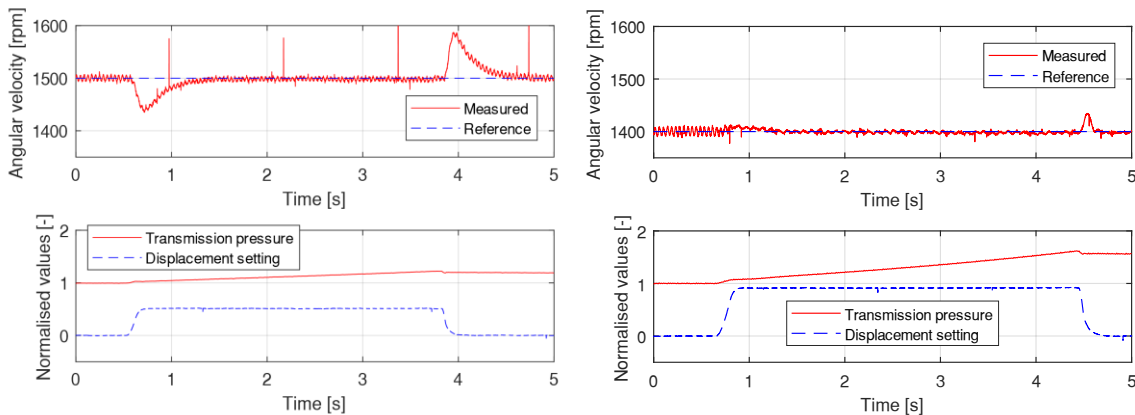 1600
1500
1400
Angular velocity [rpm]
Measured
Reference
0 1 2 3 4 5
Time [s]
1600
1500
1400
Angular velocity [rpm]
Measured
Reference
0 1 2 3 4 5
Time [s]
2
1
0
Normalised values [-]
Transmission pressure
Displacement setting
0 1 2 3 4 5
Time [s]
2
1
0
Normalised values [-]
Transmission pressure
Displacement setting
0 1 2 3 4 5
Time [s]